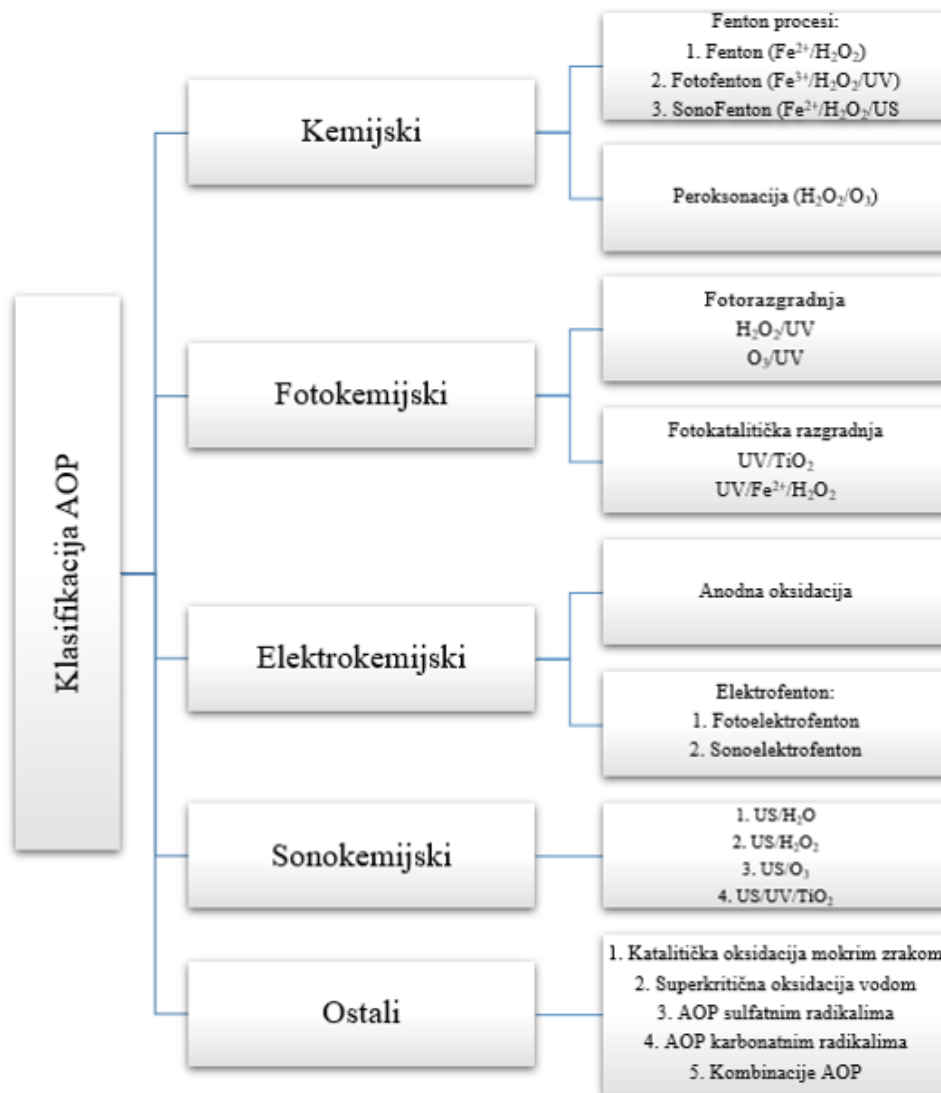 Klasifikacija AOP
Kemijski
Fenton procesi:
1. Fenton (Fe²⁺/H₂O₂)
2. Fotofenton (Fe³⁺/H₂O₂/UV)
3. SonoFenton (Fe²⁺/H₂O₂/US
Peroksonacija (H₂O₂/O₃)
Fotokemijski
Fotorazgradnja
H₂O₂/UV
O₃/UV
Fotokatalitička razgradnja
UV/TiO₂
UV/Fe²⁺/H₂O₂
Elektrokemijski
Anodna oksidacija
Elektrofenton:
1. Fotoelektrofenton
2. Sonoelektrofenton
Sonokemijski
1. US/H₂O
2. US/H₂O₂
3. US/O₃
4. US/UV/TiO₂
Ostali
1. Katalitička oksidacija mokrim zrakom
2. Superkritična oksidacija vodom
3. AOP sulfatnim radikalima
4. AOP karbonatnim radikalima
5. Kombinacije AOP